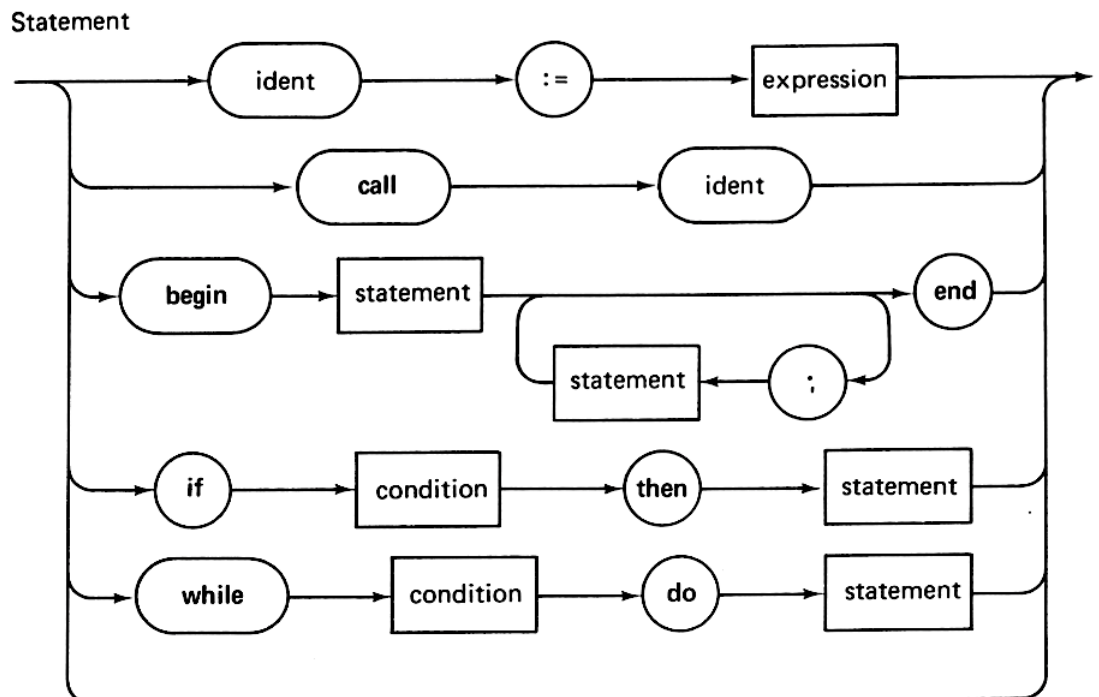 Statement
ident := expression
call ident
begin statement end
statement ;
if condition then statement
while condition do statement